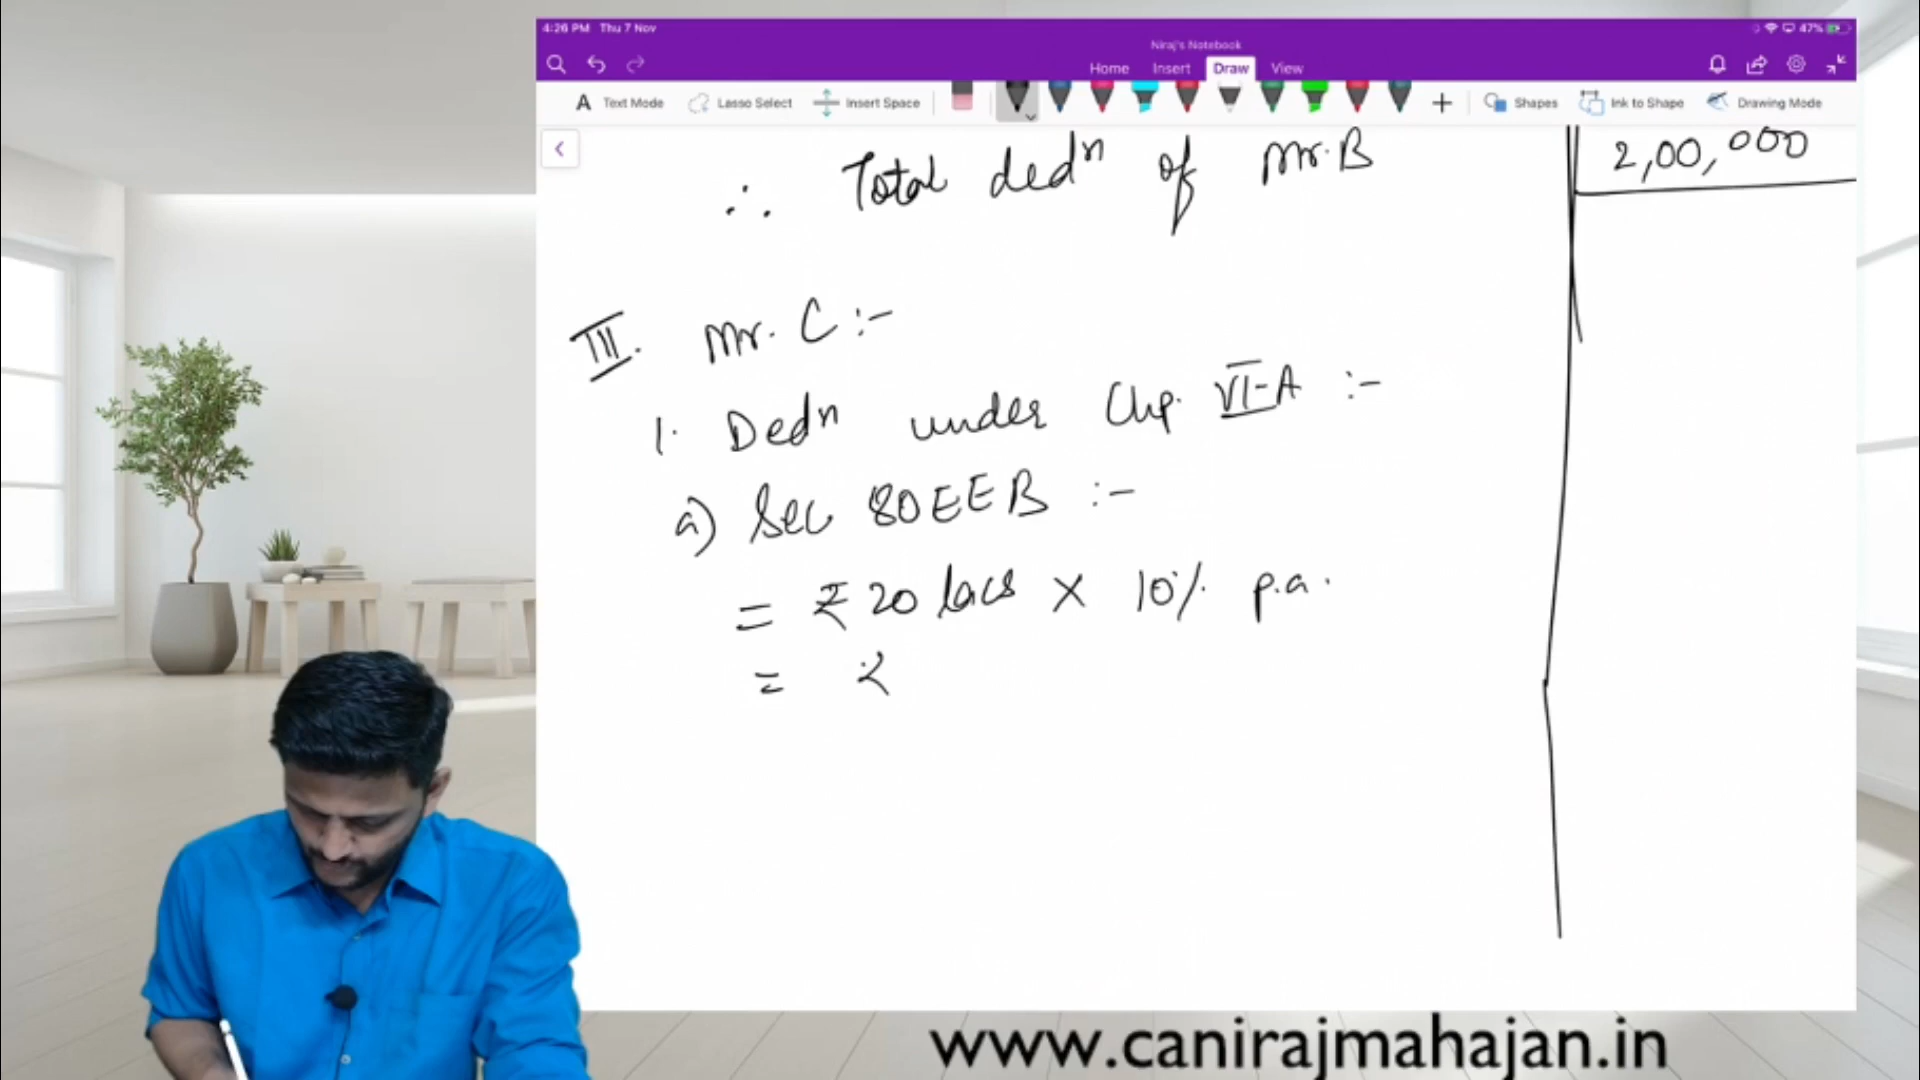 4:26 PM Thu 7 Nov
47%
Niraj's Notebook
Home Insert Draw View
A Text Mode Lasso Select Insert Space Shapes Ink to Shape Drawing Mode
∴ Total dedⁿ of Mr. B 2,00,000
III. Mr. C :-
1. Dedⁿ under Chp. VI-A :-
a) Sec 80EEB :-
= ₹ 20 lacs × 10% p.a.
= ₹
www.canirajmahajan.in